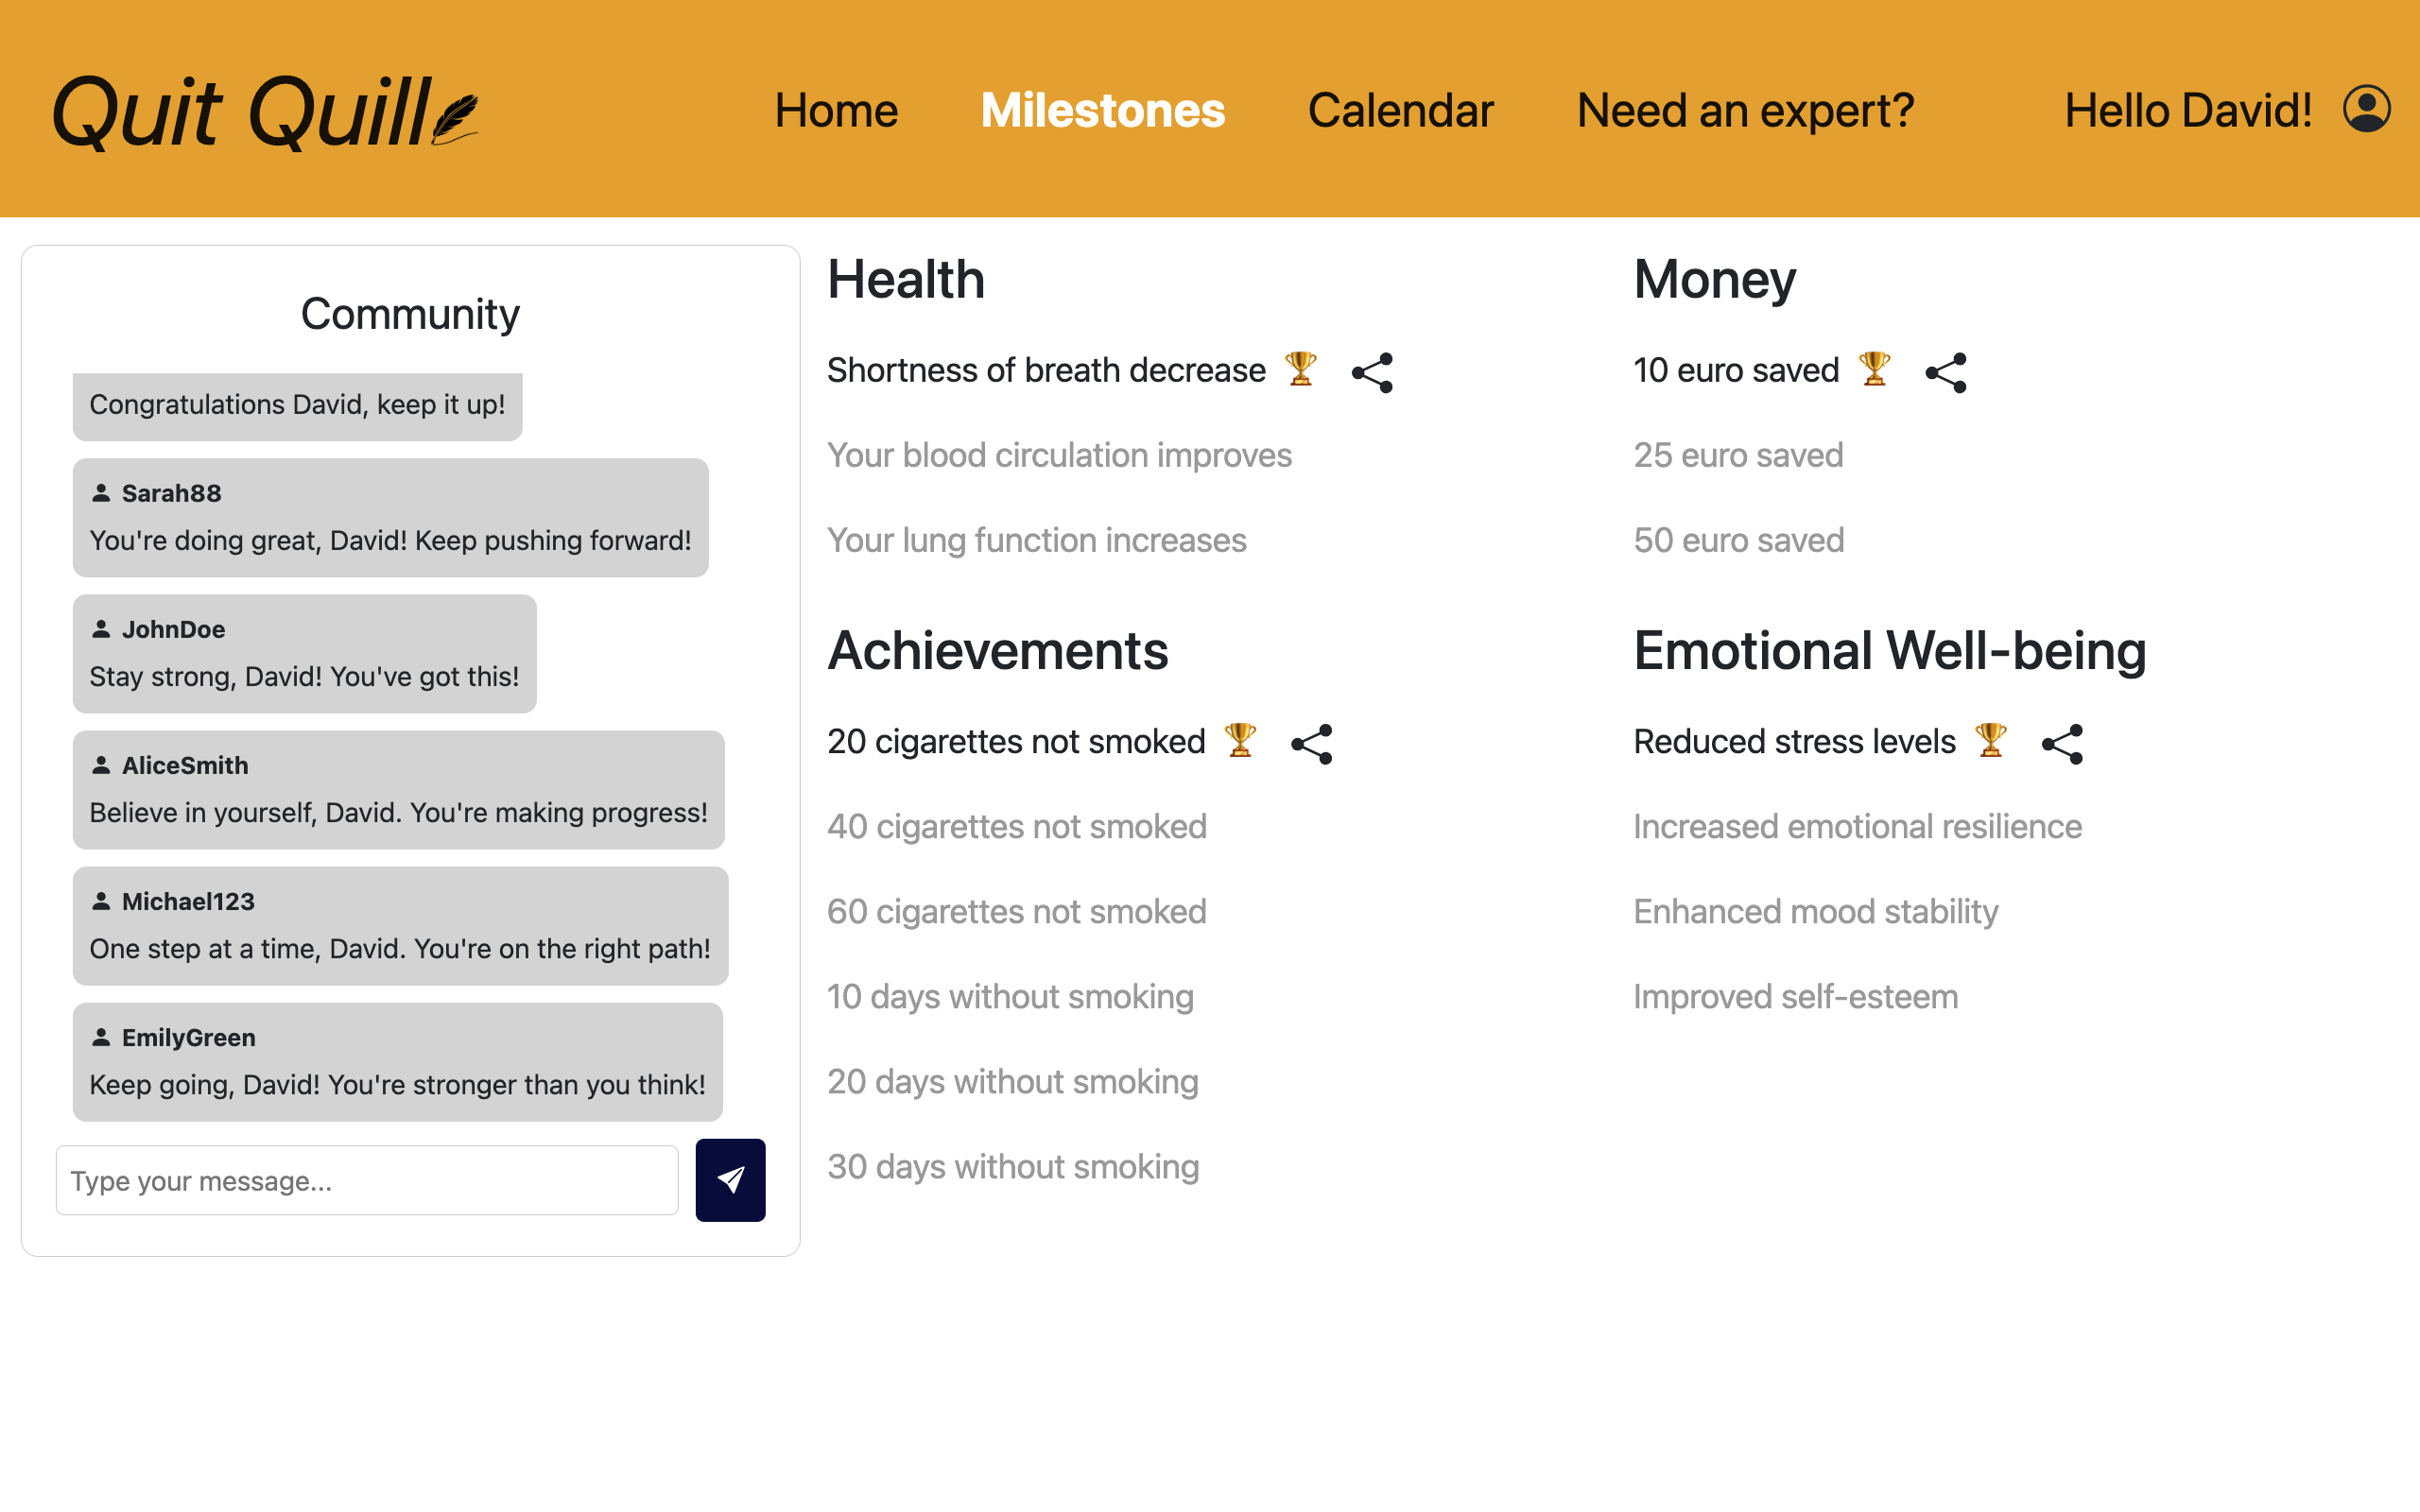 Quit Quill
Home Milestones Calendar Need an expert? Hello David!
Community
Congratulations David, keep it up!
Sarah88
You're doing great, David! Keep pushing forward!
JohnDoe
Stay strong, David! You've got this!
AliceSmith
Believe in yourself, David. You're making progress!
Michael123
One step at a time, David. You're on the right path!
EmilyGreen
Keep going, David! You're stronger than you think!
Type your message...
Health
Shortness of breath decrease
Your blood circulation improves
Your lung function increases
Money
10 euro saved
25 euro saved
50 euro saved
Achievements
20 cigarettes not smoked
40 cigarettes not smoked
60 cigarettes not smoked
10 days without smoking
20 days without smoking
30 days without smoking
Emotional Well-being
Reduced stress levels
Increased emotional resilience
Enhanced mood stability
Improved self-esteem